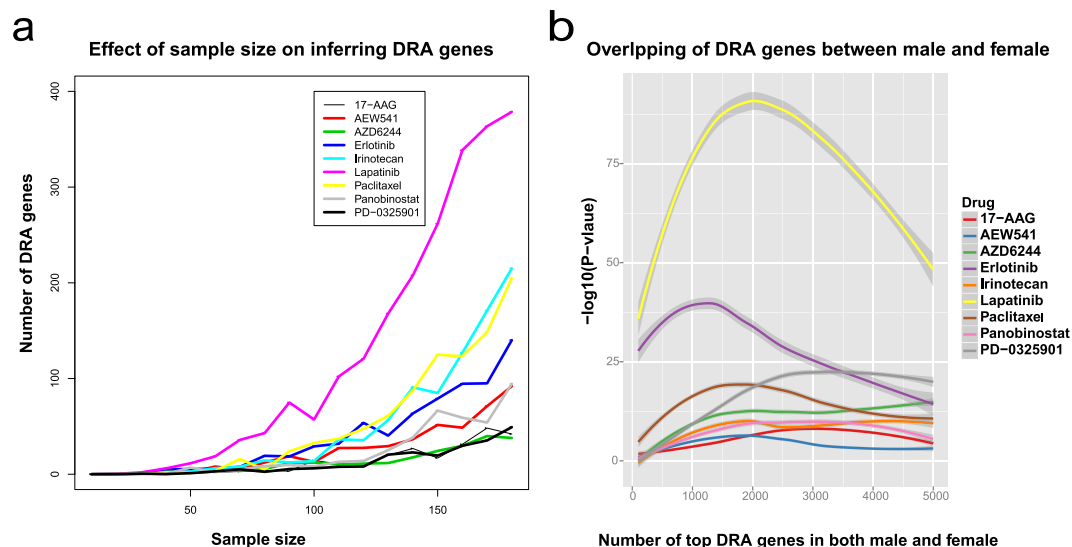 a
Effect of sample size on inferring DRA genes
Number of DRA genes
400
300
200
100
0
17−AAG
AEW541
AZD6244
Erlotinib
Irinotecan
Lapatinib
Paclitaxel
Panobinostat
PD−0325901
50
100
150
Sample size
b
Overlpping of DRA genes between male and female
−log10(P−vlaue)
75
50
25
0
0
1000
2000
3000
4000
5000
Number of top DRA genes in both male and female
Drug
17−AAG
AEW541
AZD6244
Erlotinib
Irinotecan
Lapatinib
Paclitaxel
Panobinostat
PD−0325901